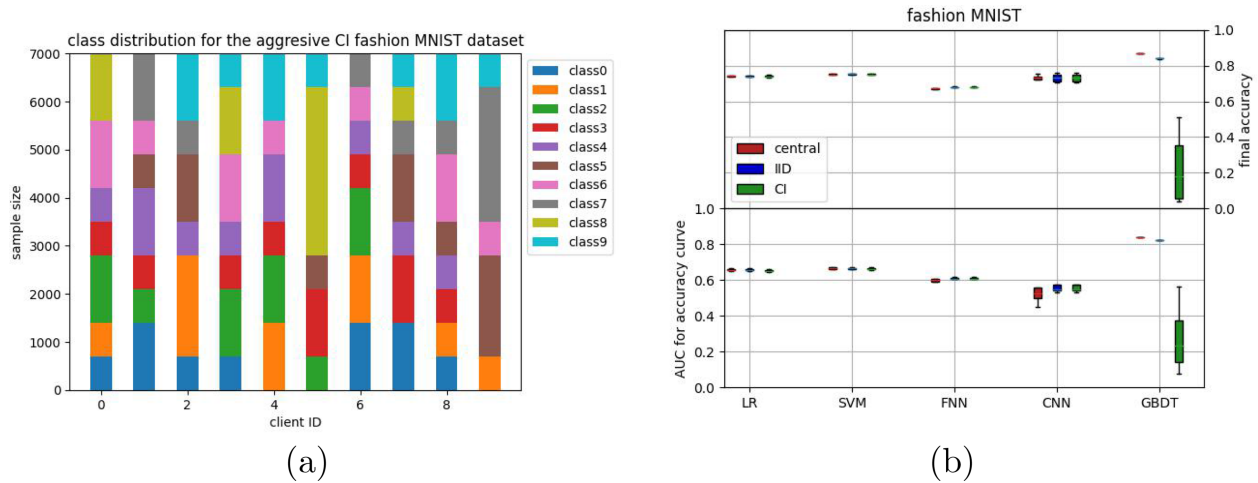 class distribution for the aggresive CI fashion MNIST dataset
7000
6000
5000
4000
3000
2000
1000
0
sample size
0 2 4 6 8
client ID
class0
class1
class2
class3
class4
class5
class6
class7
class8
class9
(a)
fashion MNIST
1.0
0.8
0.6
0.4
0.2
0.0
final accuracy
central
IID
CI
1.0
0.8
0.6
0.4
0.2
0.0
AUC for accuracy curve
LR SVM FNN CNN GBDT
(b)